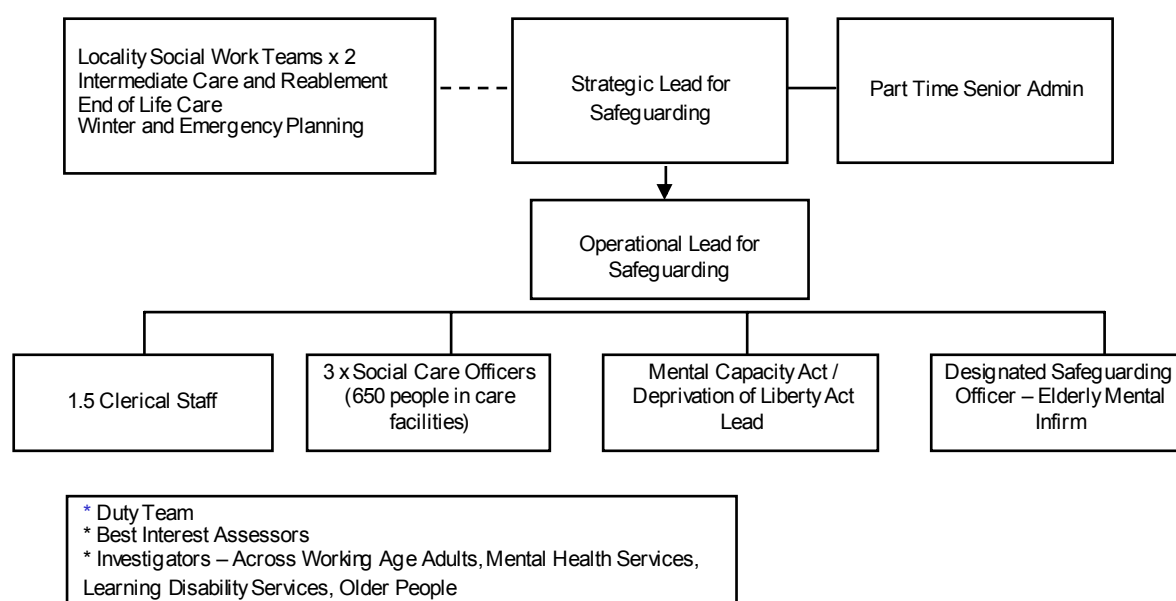 Locality Social Work Teams x 2
Intermediate Care and Reablement
End of Life Care
Winter and Emergency Planning
Strategic Lead for
Safeguarding
Part Time Senior Admin
Operational Lead for
Safeguarding
1.5 Clerical Staff
3 x Social Care Officers
(650 people in care
facilities)
Mental Capacity Act /
Deprivation of Liberty Act
Lead
Designated Safeguarding
Officer – Elderly Mental
Infirm
* Duty Team
* Best Interest Assessors
* Investigators – Across Working Age Adults, Mental Health Services,
Learning Disability Services, Older People